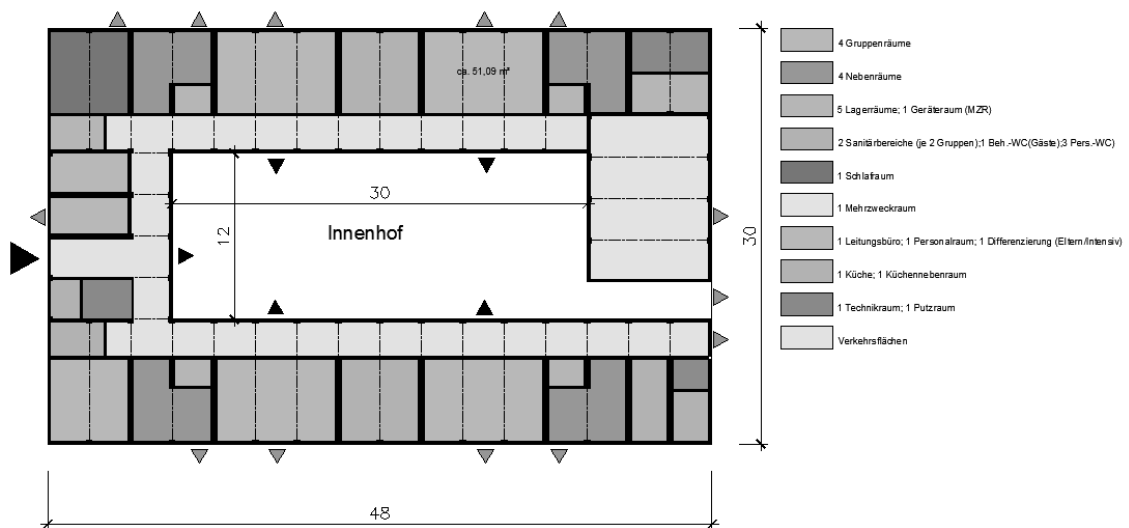 ca. 51,09 m²
30
12
Innenhof
30
48
4 Gruppenräume
4 Nebenräume
5 Lagerräume; 1 Geräteraum (MZR)
2 Sanitärbereiche (je 2 Gruppen);1 Beh.-WC(Gäste);3 Pers.-WC)
1 Schlafraum
1 Mehrzweckraum
1 Leitungsbüro; 1 Personalraum; 1 Differenzierung (Eltern/Intensiv)
1 Küche; 1 Küchennebenraum
1 Technikraum; 1 Putzraum
Verkehrsflächen